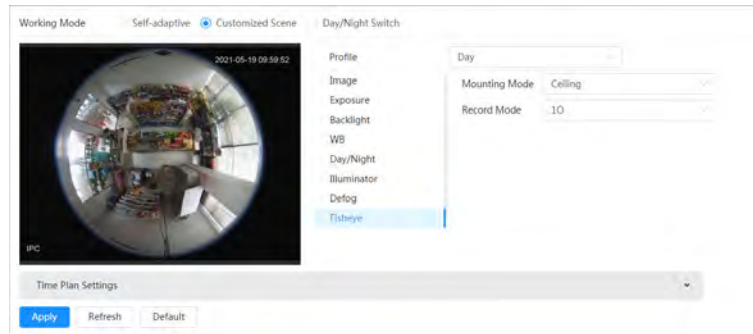 Working Mode Self-adaptive Customized Scene Day/Night Switch
2021-05-19 09:59:52
Profile Day
Image Mounting Mode Ceiling
Exposure Record Mode 1O
Backlight
WB
Day/Night
Illuminator
Defog
Fisheye
IPC
Time Plan Settings
Apply Refresh Default